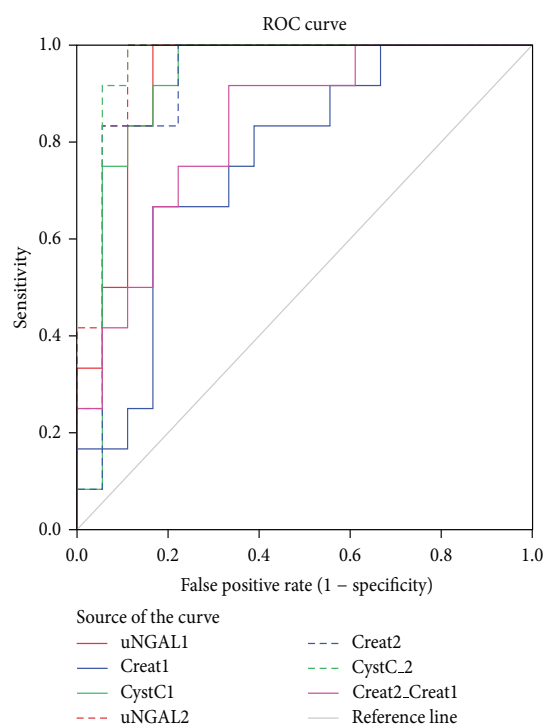 ROC curve
1.0
0.8
0.6
0.4
0.2
0.0
Sensitivity
0.0 0.2 0.4 0.6 0.8 1.0
False positive rate (1 − specificity)
Source of the curve
uNGAL1
Creat1
CystC1
uNGAL2
Creat2
CystC_2
Creat2_Creat1
Reference line